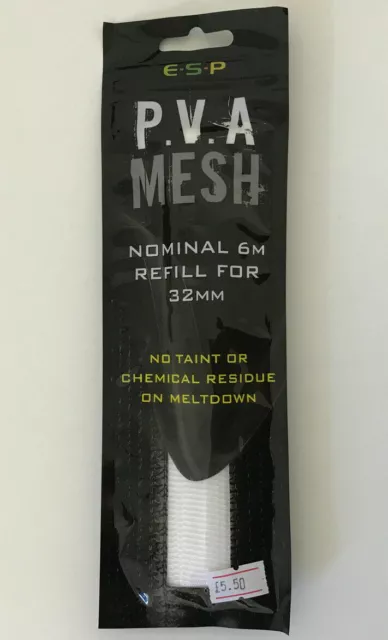 E-S-P
P.V.A
MESH
NOMINAL 6M
REFILL FOR
32MM
NO TAINT OR
CHEMICAL RESIDUE
ON MELTDOWN
£5.50